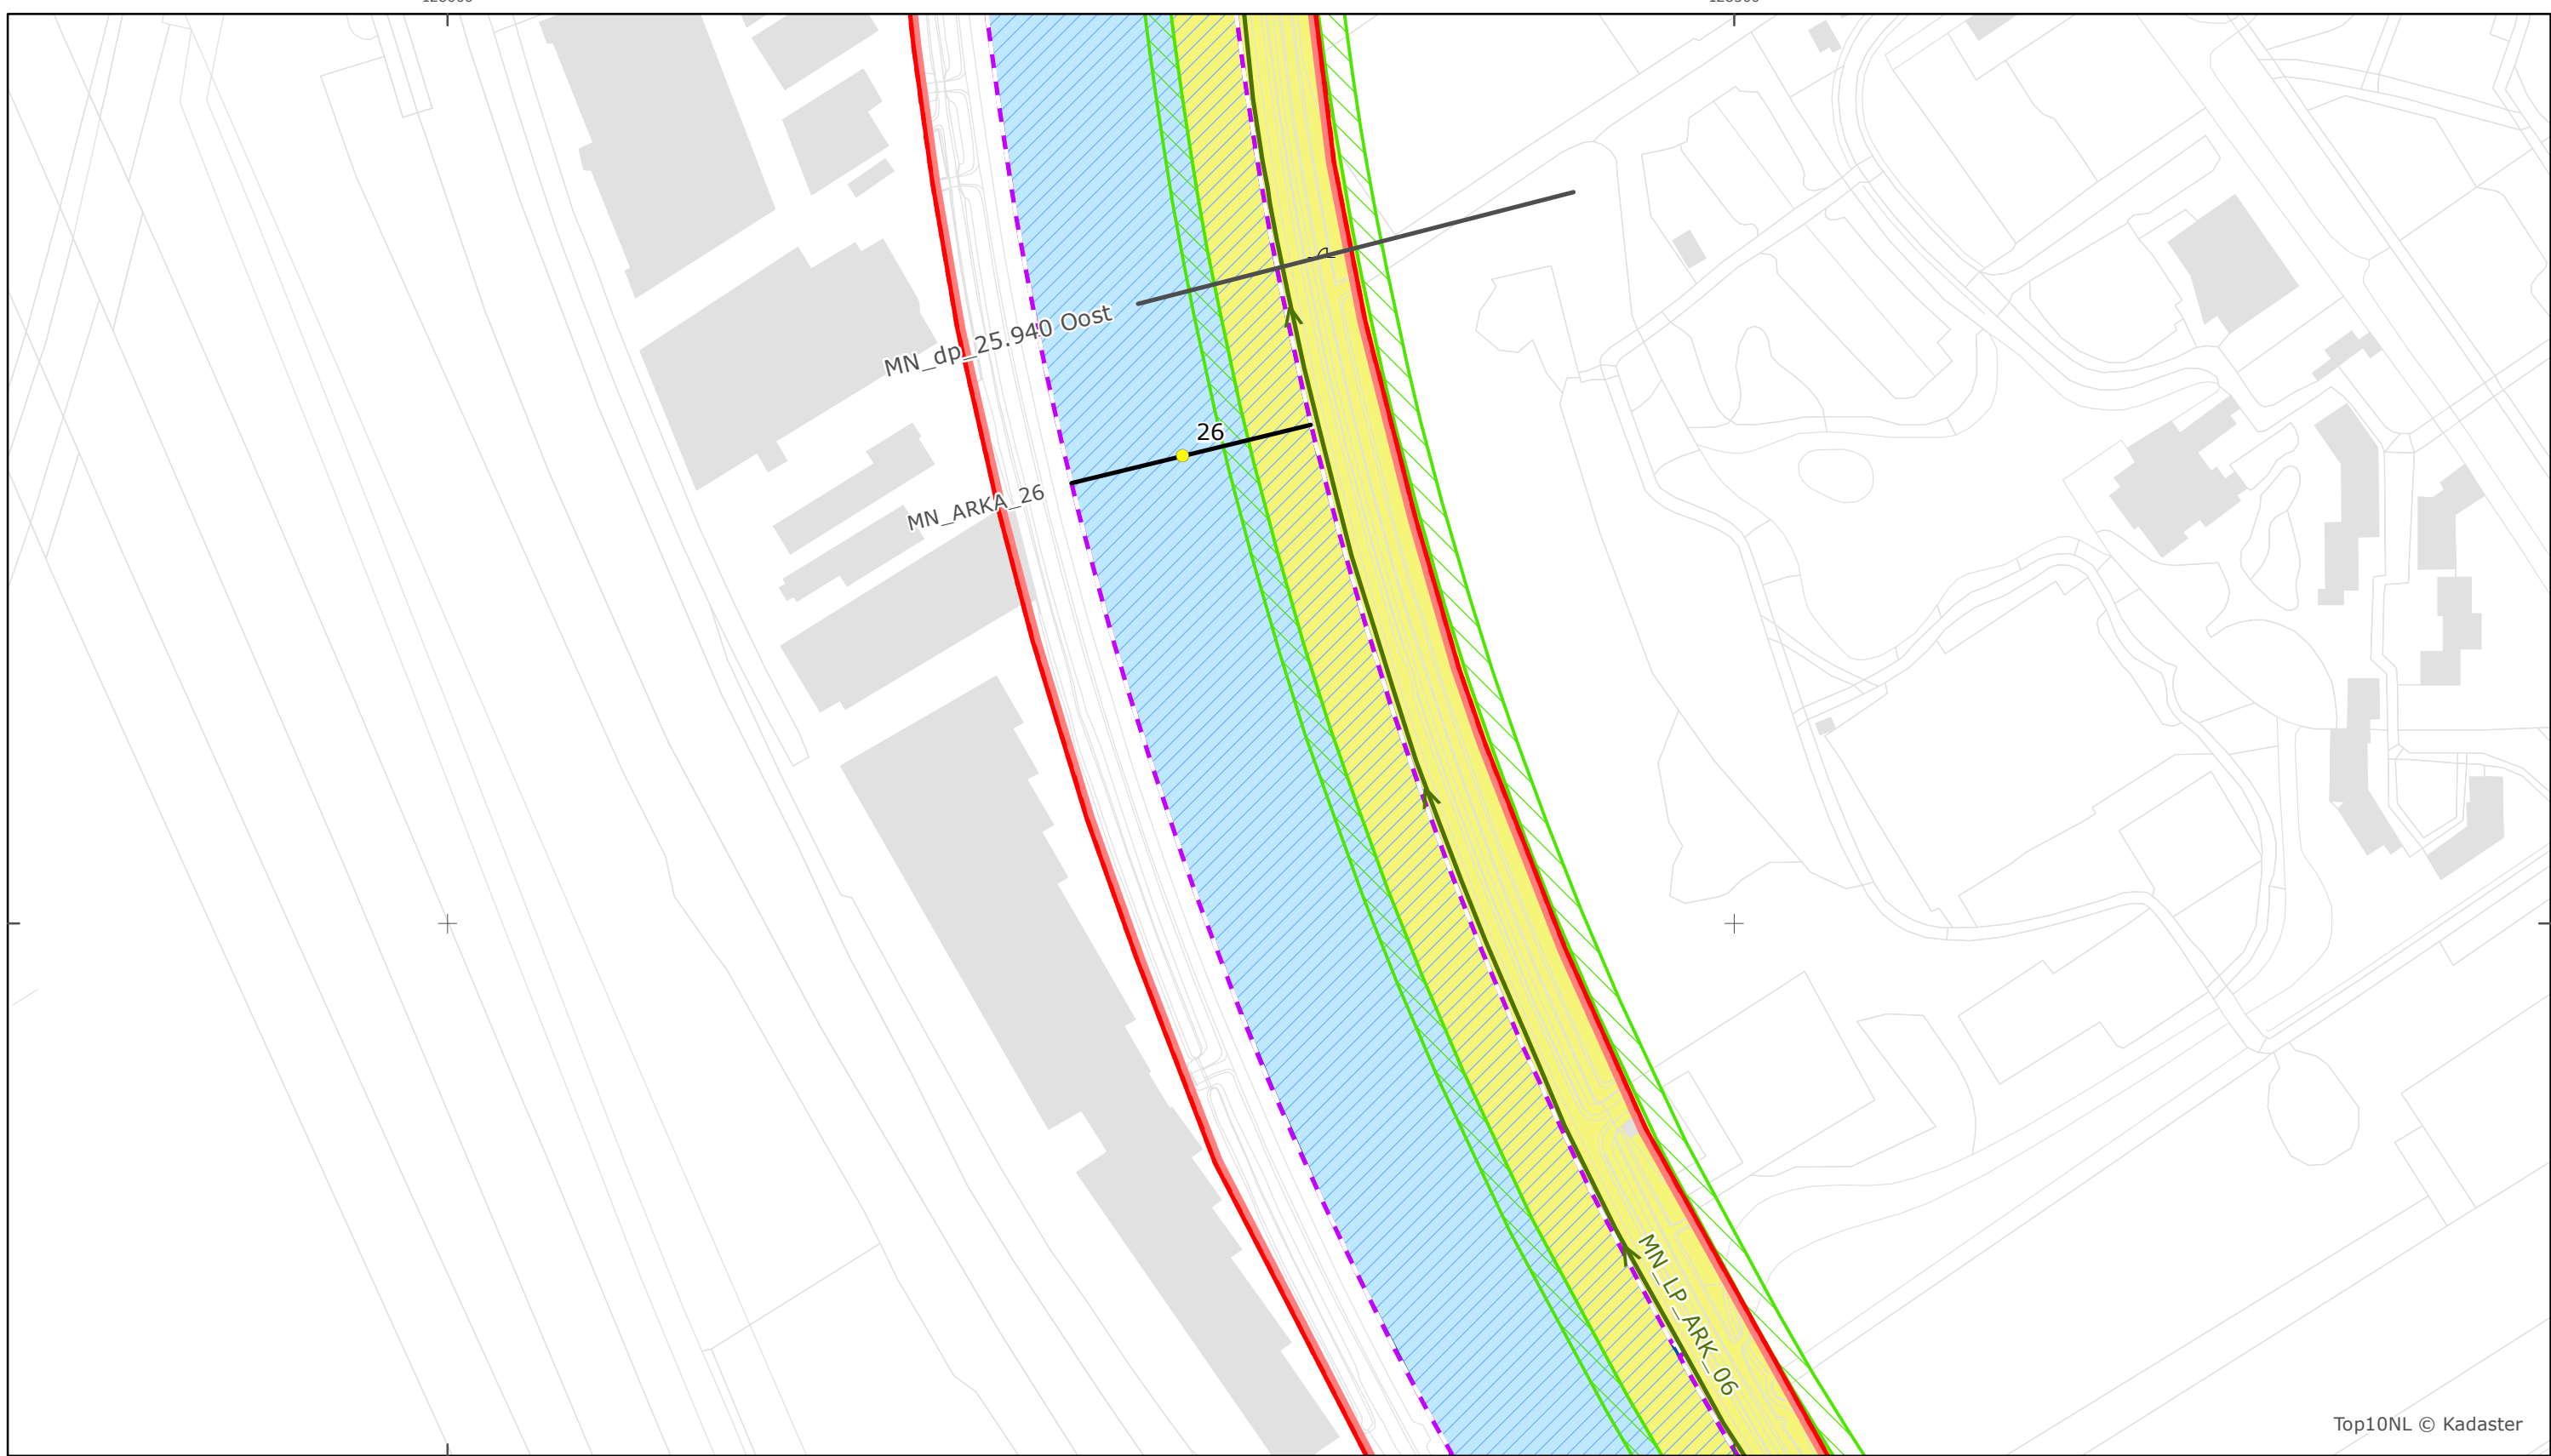 MN_dp_25.940 Oost
26
MN_ARKA_26
MN_LP_ARK_06
Top10NL © Kadaster